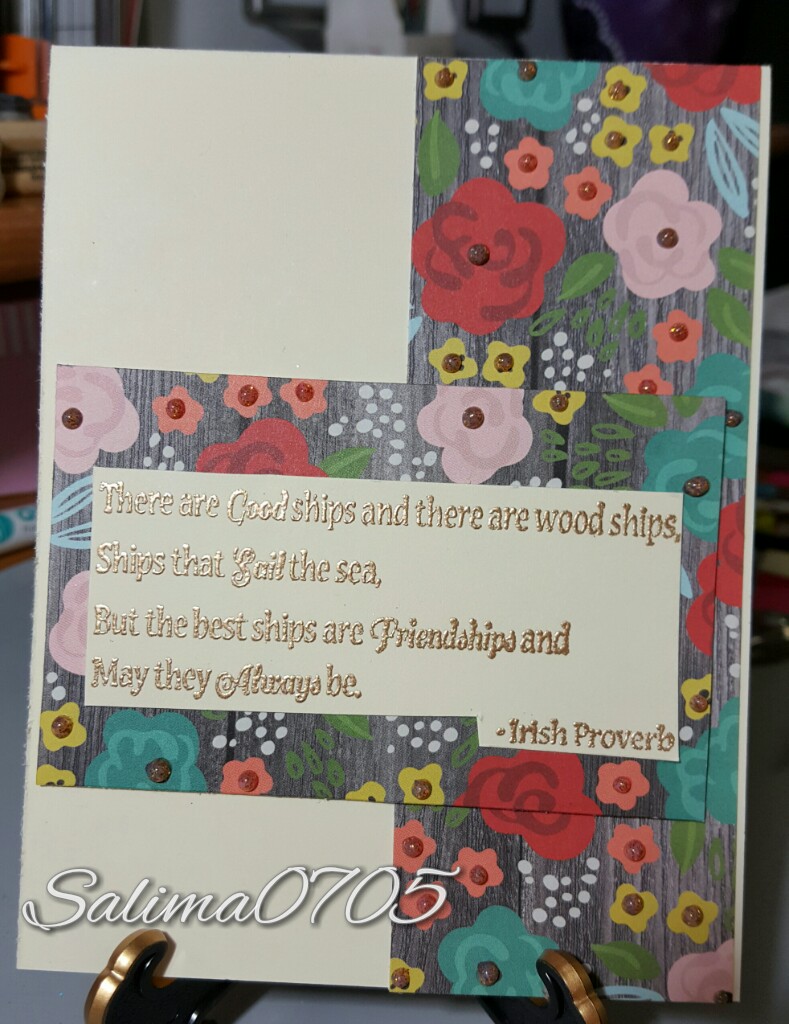 There are Good ships and there are wood ships,
Ships that Sail the sea,
But the best ships are Friendships and
May they Always be.
- Irish Proverb
Salima0705